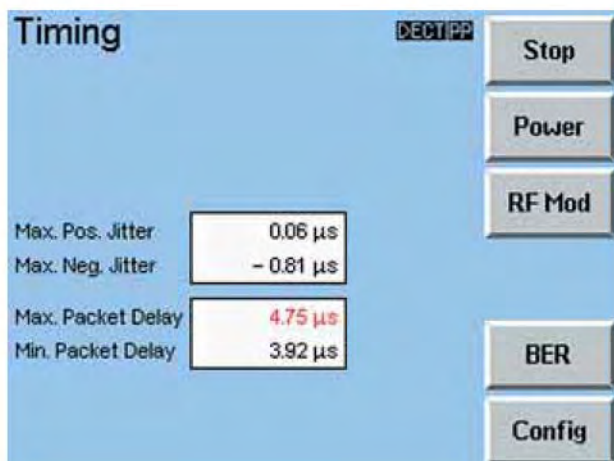 Timing
DECT PP
Stop
Power
RF Mod
Max. Pos. Jitter 0.06 µs
Max. Neg. Jitter - 0.81 µs
Max. Packet Delay 4.75 µs
Min. Packet Delay 3.92 µs
BER
Config